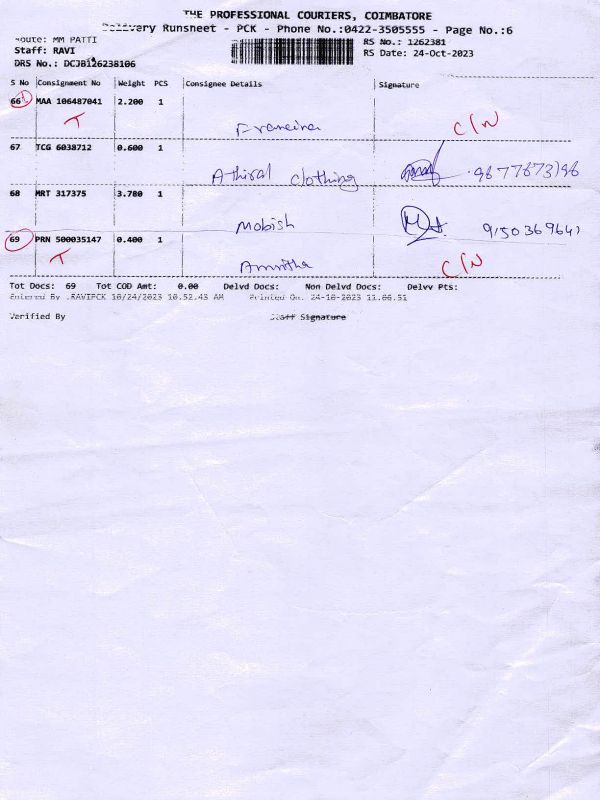 THE PROFESSIONAL COURIERS, COIMBATORE
Delivery Runsheet - PCK - Phone No.:0422-3505555 - Page No.:6
Route: MM PATTI
RS No.: 1262381
Staff: RAVI
RS Date: 24-Oct-2023
DRS No.: DCJB126238106
S No Consignment No Weight PCS Consignee Details Signature
66 MAA 106487041 2.200 1
T Francina C/N
67 TCG 6038712 0.600 1
Athiral clothing 9677673196
68 MRT 317375 3.780 1
Mobish 9150369641
69 PRN 500035147 0.400 1
T Amritha C/N
Tot Docs: 69 Tot COD Amt: 0.00 Delvd Docs: Non Delvd Docs: Delvv Pts:
Entered By .RAVIPCK 10/24/2023 10.52.43 AM Printed On. 24-10-2023 11.06.51
Verified By Staff Signature